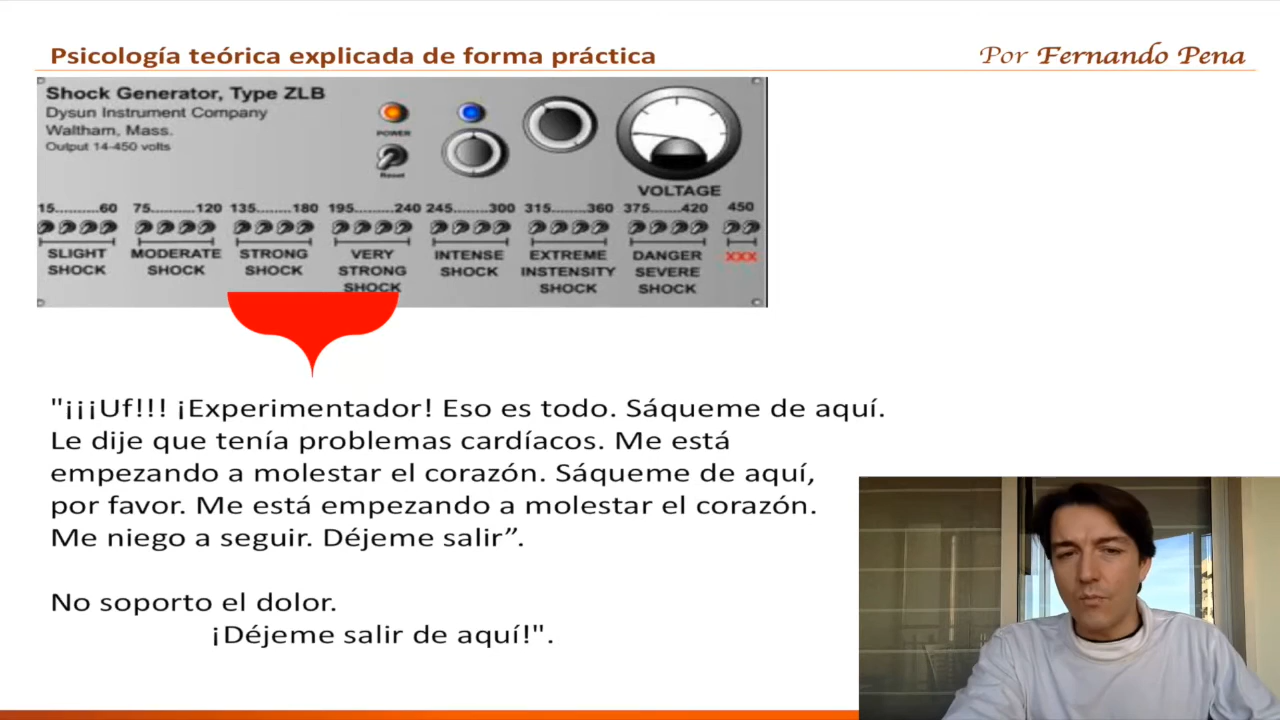 Psicología teórica explicada de forma práctica
Por Fernando Pena
Shock Generator, Type ZLB
Dysun Instrument Company
Waltham, Mass.
Output 14-450 volts
POWER
Reset
VOLTAGE
15...........60 75...........120 135........180 195...........240 245..........300 315..........360 375.........420 450
SLIGHT SHOCK
MODERATE SHOCK
STRONG SHOCK
VERY STRONG SHOCK
INTENSE SHOCK
EXTREME INSTENSITY SHOCK
DANGER SEVERE SHOCK
XXX
"¡¡¡Uf!!! ¡Experimentador! Eso es todo. Sáqueme de aquí.
Le dije que tenía problemas cardíacos. Me está
empezando a molestar el corazón. Sáqueme de aquí,
por favor. Me está empezando a molestar el corazón.
Me niego a seguir. Déjeme salir”.
No soporto el dolor.
¡Déjeme salir de aquí!".